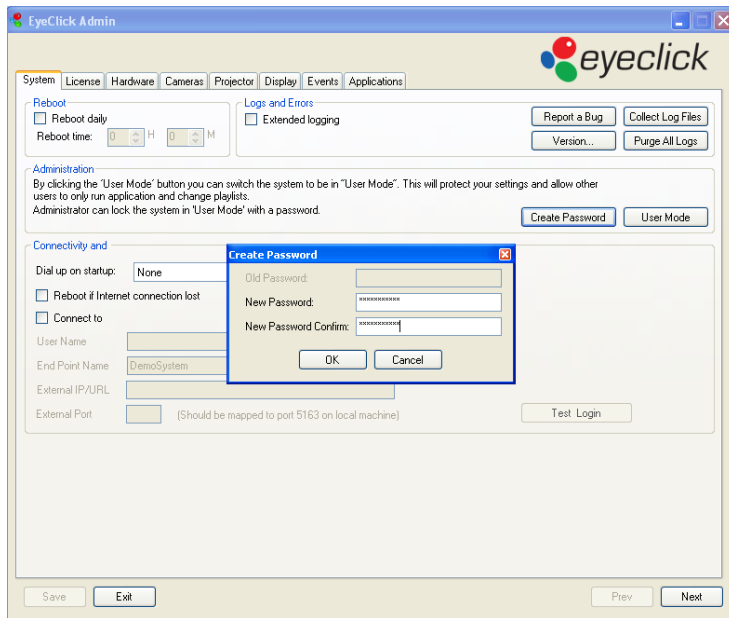 EyeClick Admin
eyeclick
System License Hardware Cameras Projector Display Events Applications
Reboot
Reboot daily
Reboot time: 0 H 0 M
Logs and Errors
Extended logging
Report a Bug Collect Log Files
Version... Purge All Logs
Administration
By clicking the 'User Mode' button you can switch the system to be in "User Mode". This will protect your settings and allow other
users to only run application and change playlists.
Administrator can lock the system in 'User Mode' with a password.
Create Password User Mode
Connectivity and
Dial up on startup: None
Reboot if Internet connection lost
Connect to
User Name
End Point Name DemoSystem
External IP/URL
External Port (Should be mapped to port 5163 on local machine)
Test Login
Create Password
Old Password:
New Password: ***********
New Password Confirm: ***********
OK Cancel
Save Exit Prev Next